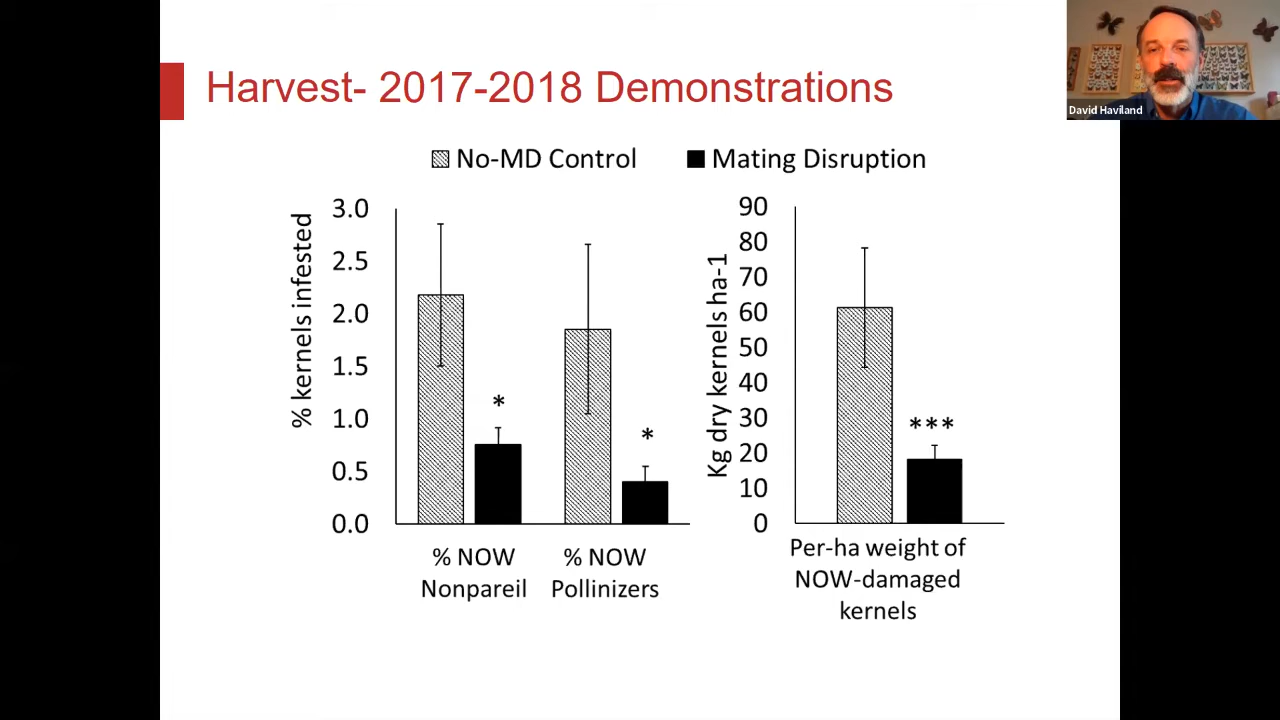 Harvest- 2017-2018 Demonstrations
David Haviland
No-MD Control
Mating Disruption
% kernels infested
3.0
2.5
2.0
1.5
1.0
0.5
0.0
*
*
% NOW
Nonpareil
% NOW
Pollinizers
Kg dry kernels ha-1
90
80
70
60
50
40
30
20
10
0
***
Per-ha weight of
NOW-damaged
kernels